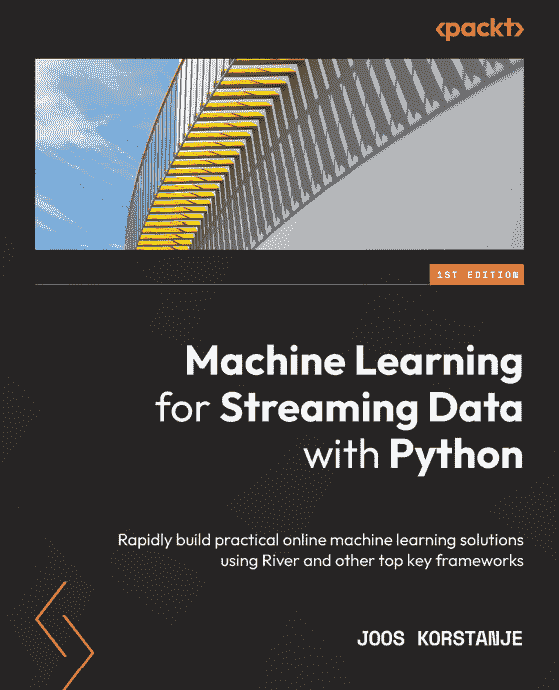 <packt>
1ST EDITION
Machine Learning
for Streaming Data
with Python
Rapidly build practical online machine learning solutions
using River and other top key frameworks
JOOS KORSTANJE